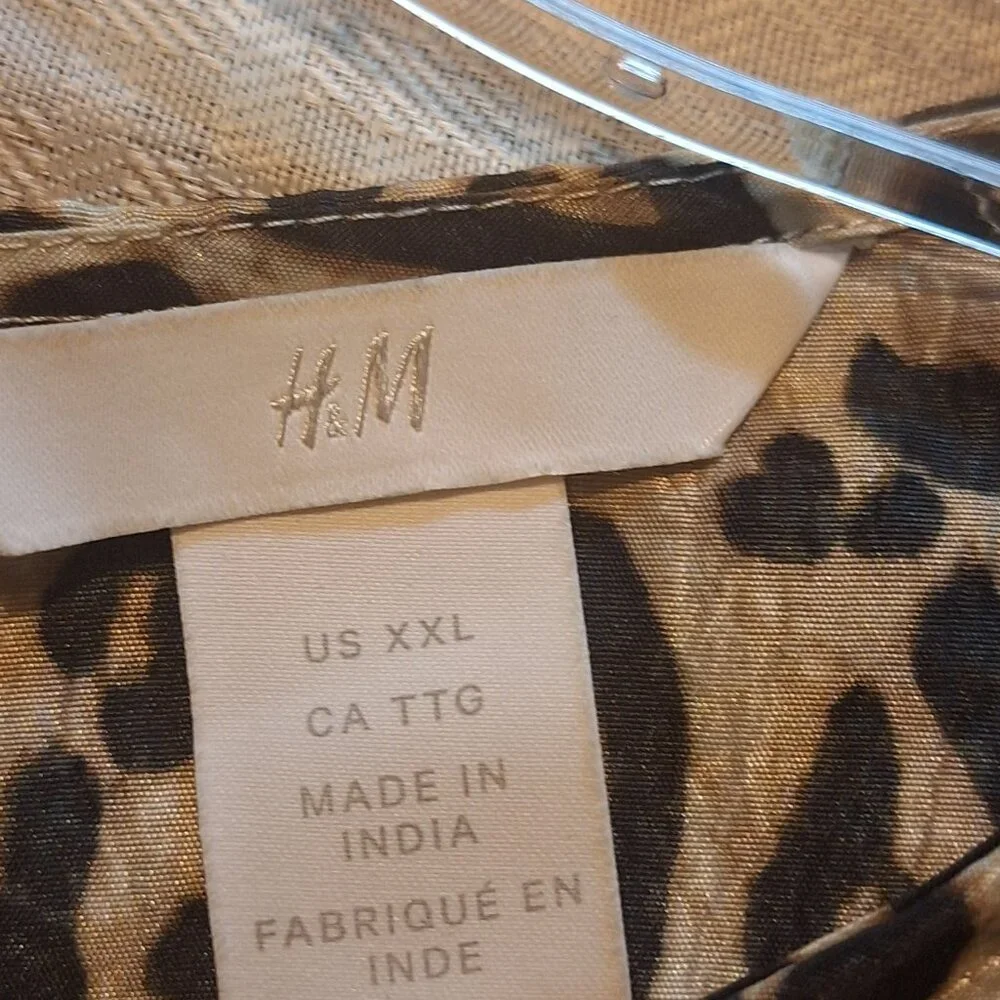 H&M
US XXL
CA TTG
MADE IN
INDIA
FABRIQUÉ EN
INDE